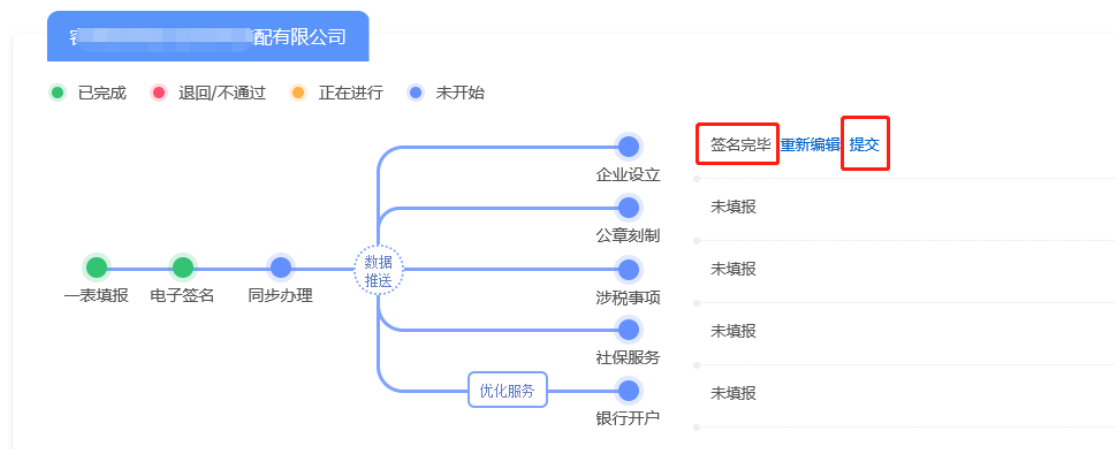 配有限公司
已完成 退回/不通过 正在进行 未开始
签名完毕 重新编辑 提交
企业设立
未填报
公章刻制
数据
推送
未填报
一表填报 电子签名 同步办理
涉税事项
未填报
社保服务
优化服务
未填报
银行开户